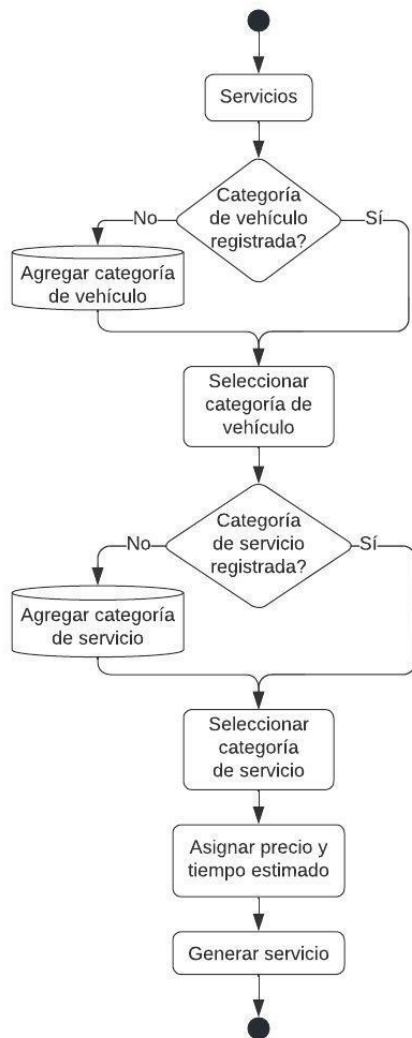 Servicios
Categoría
de vehículo
registrada?
No
Sí
Agregar categoría
de vehículo
Seleccionar
categoría de
vehículo
Categoría
de servicio
registrada?
No
Sí
Agregar categoría
de servicio
Seleccionar
categoría
de servicio
Asignar precio y
tiempo estimado
Generar servicio